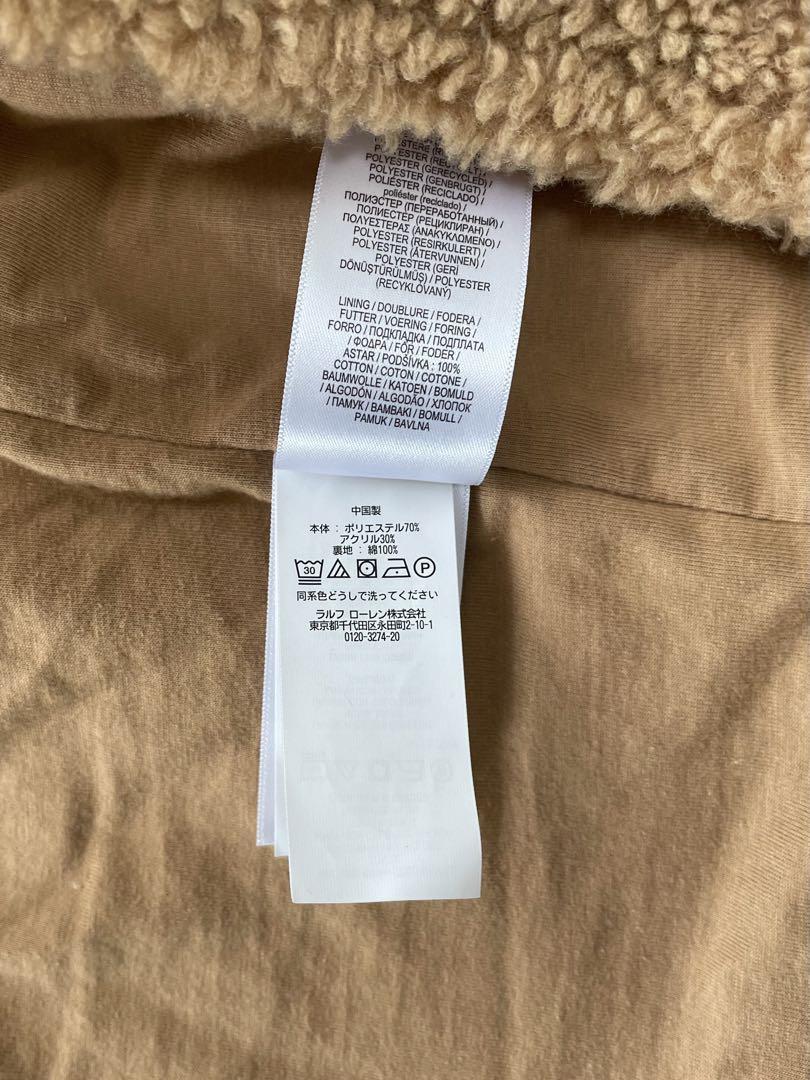 POLYESTER (GERECYCLED) /
POLYESTER (GENBRUGT) /
POLIÉSTER (RECICLADO) /
poliéster (reciclado) /
ПОЛИЭСТЕР (ПЕРЕРАБОТАННЫЙ) /
ПОЛИЕСТЕР (РЕЦИКЛИРАН) /
ΠΟΛΥΕΣΤΕΡΑΣ (ΑΝΑΚΥΚΛΩΜΕΝΟ) /
POLYESTER (RESIRKULERT) /
POLYESTER (ÅTERVUNNEN) /
POLYESTER (GERİ
DÖNÜŞTÜRÜLMÜŞ) / POLYESTER
(RECYKLOVANÝ)
LINING / DOUBLURE / FODERA /
FUTTER / VOERING / FORING /
FORRO / ПОДКЛАДКА / ПОДПЛАТА
/ ΦΟΔΡΑ / FÔR / FODER /
ASTAR / PODŠÍVKA : 100%
COTTON / COTON / COTONE /
BAUMWOLLE / KATOEN / BOMULD
/ ALGODÓN / ALGODÃO / ХЛОПОК
/ ПАМУК / ΒΑΜΒΑΚΙ / BOMULL /
PAMUK / BAVLNA
中国製
本体 : ポリエステル70%
アクリル30%
裏地 : 綿100%
30 P
同系色どうしで洗ってください
ラルフ ローレン株式会社
東京都千代田区永田町2-10-1
0120-3274-20